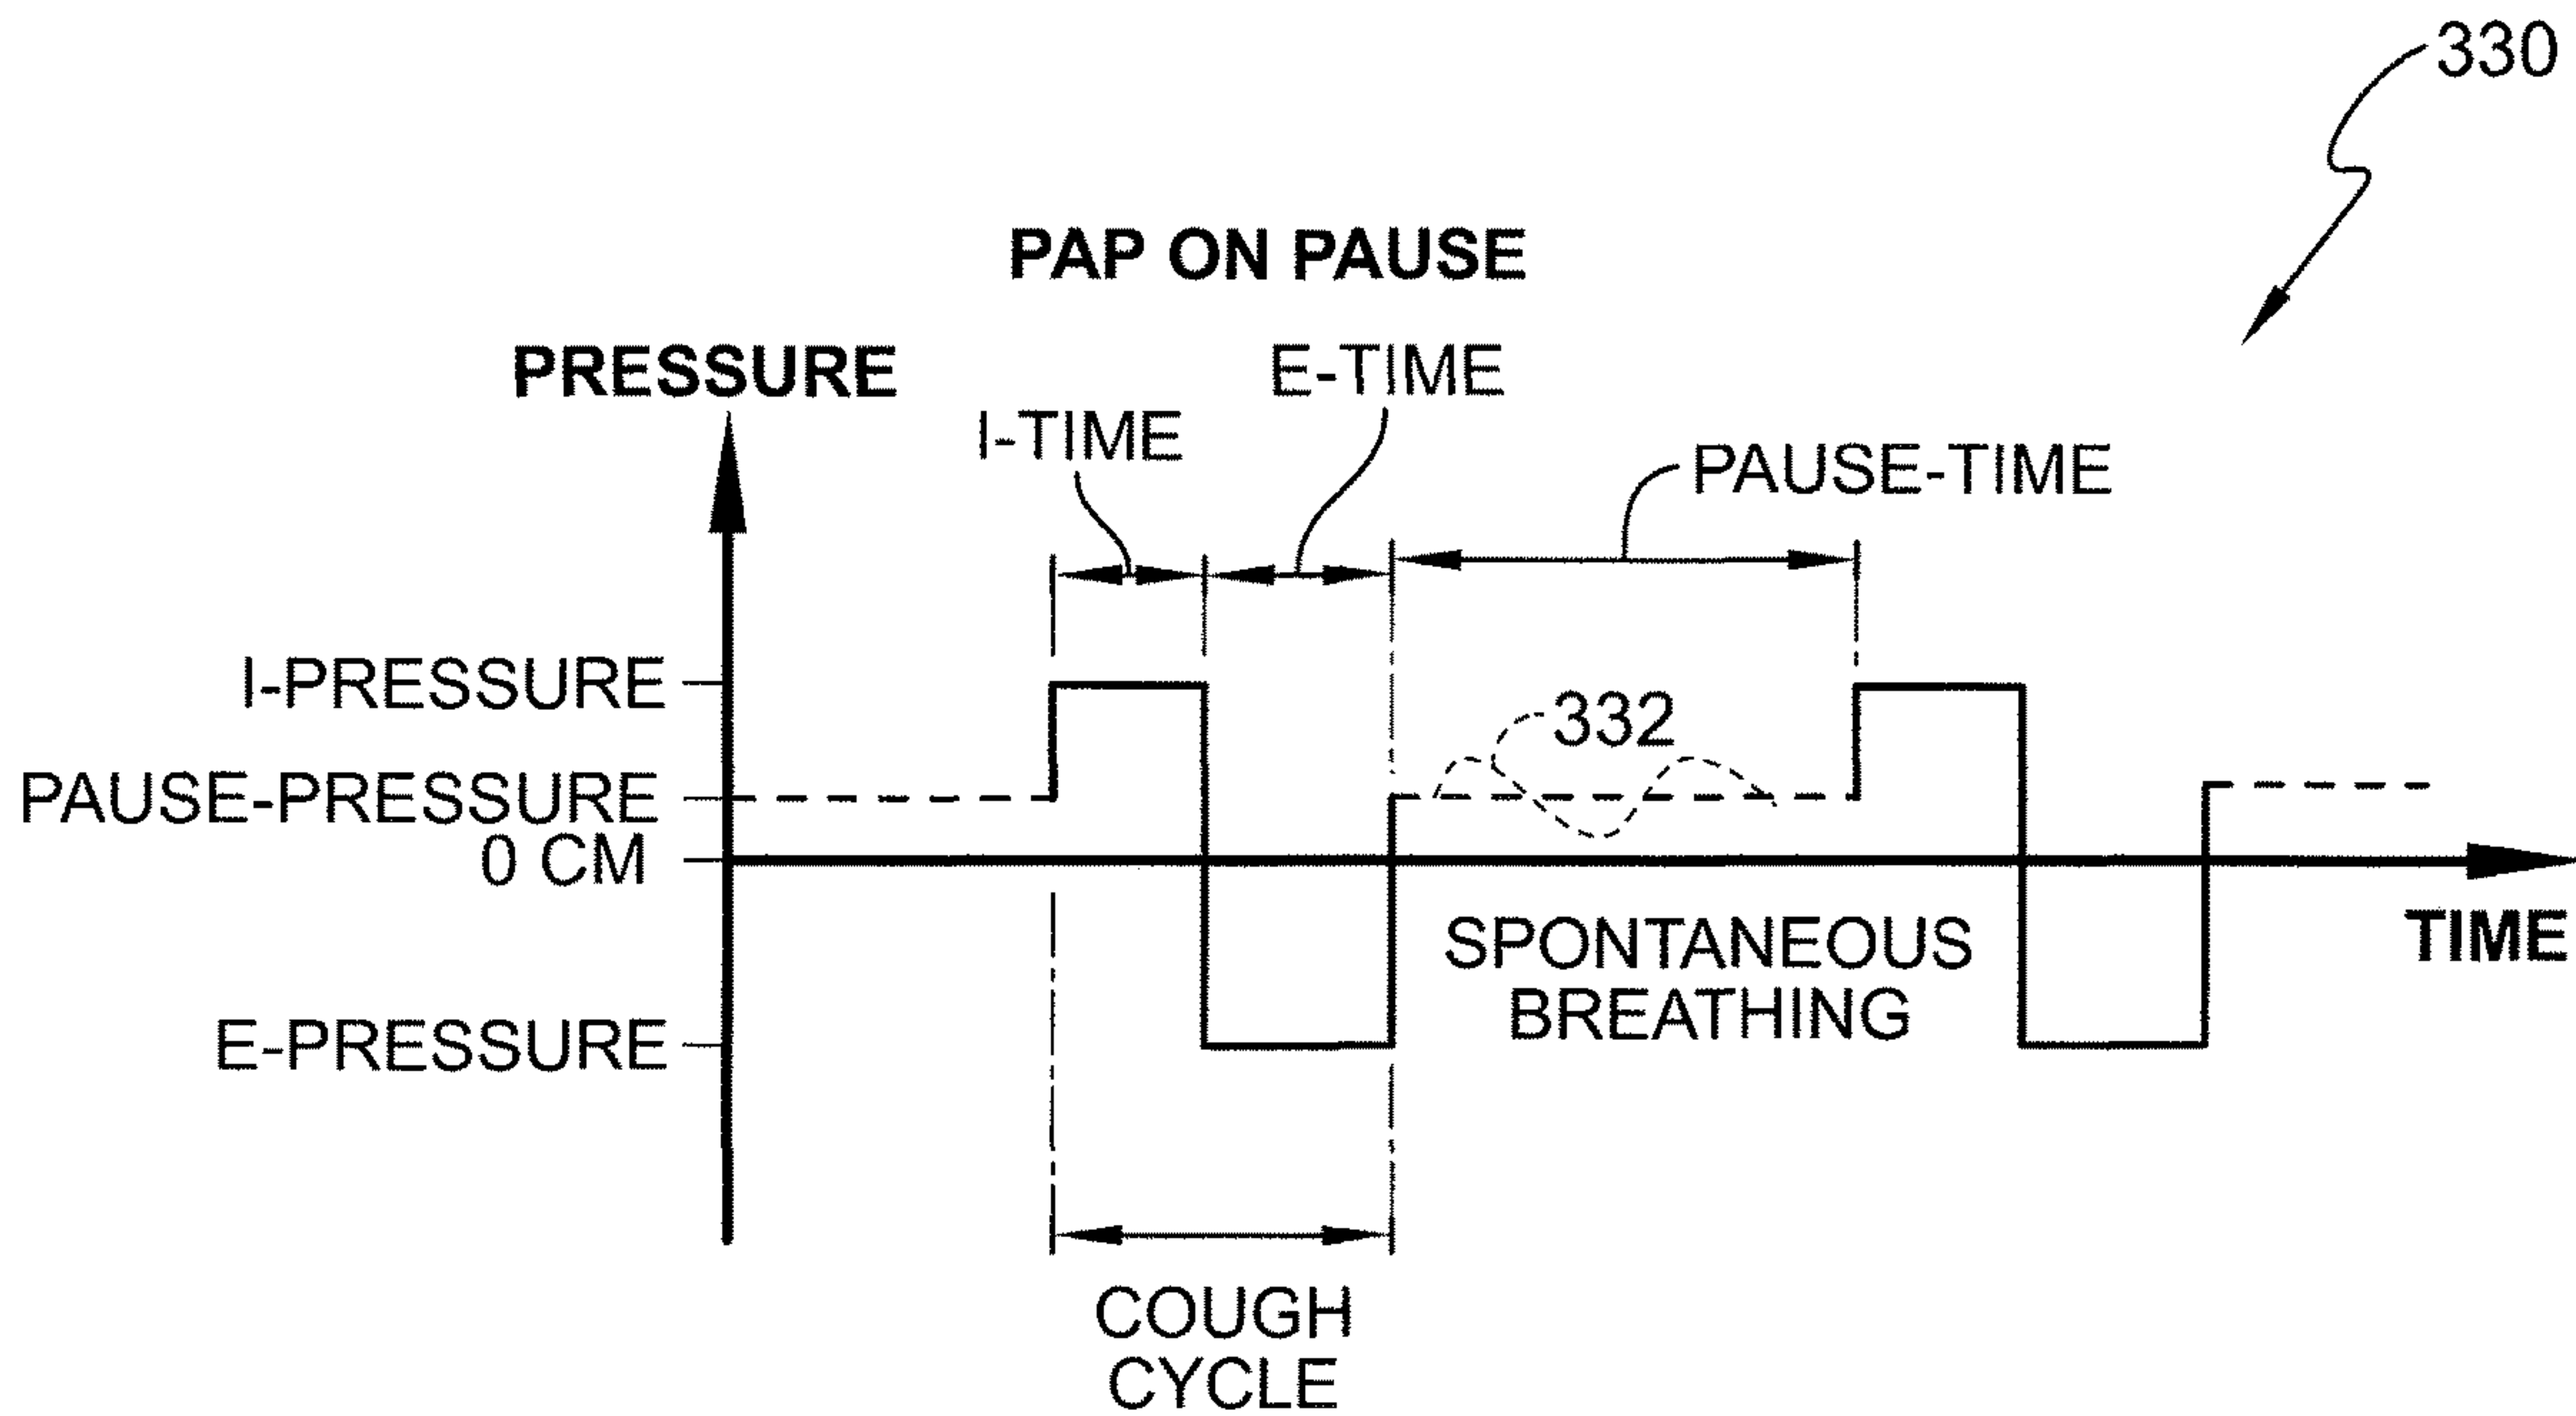 330
PAP ON PAUSE
PRESSURE
E-TIME
I-TIME
PAUSE-TIME
I-PRESSURE
332
PAUSE-PRESSURE
0 CM
SPONTANEOUS
BREATHING
TIME
E-PRESSURE
COUGH
CYCLE